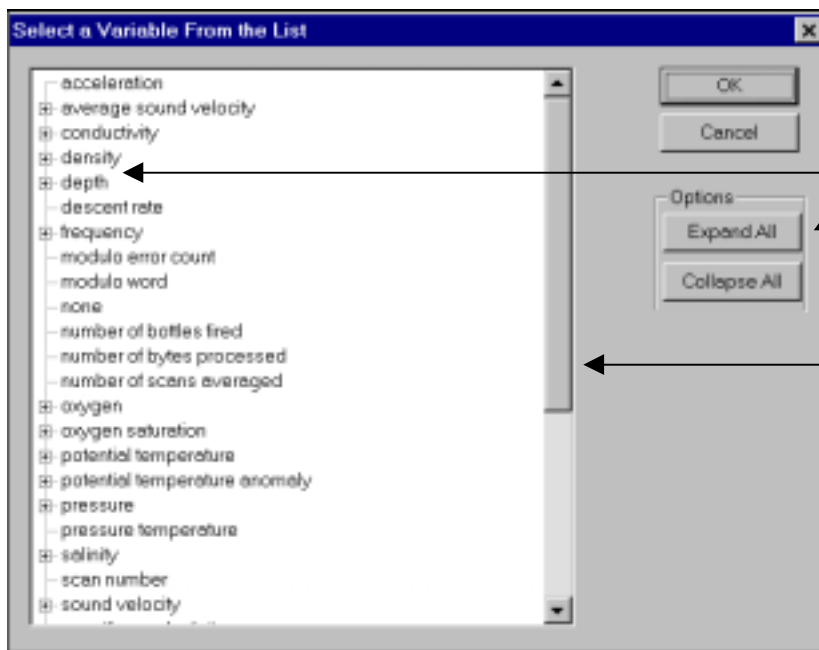 Select a Variable From the List
acceleration
average sound velocity
conductivity
density
depth
descent rate
frequency
modulo error count
modulo word
none
number of bottles fired
number of bytes processed
number of scans averaged
oxygen
oxygen saturation
potential temperature
potential temperature anomaly
pressure
pressure temperature
salinity
scan number
sound velocity
OK
Cancel
Options
Expand All
Collapse All